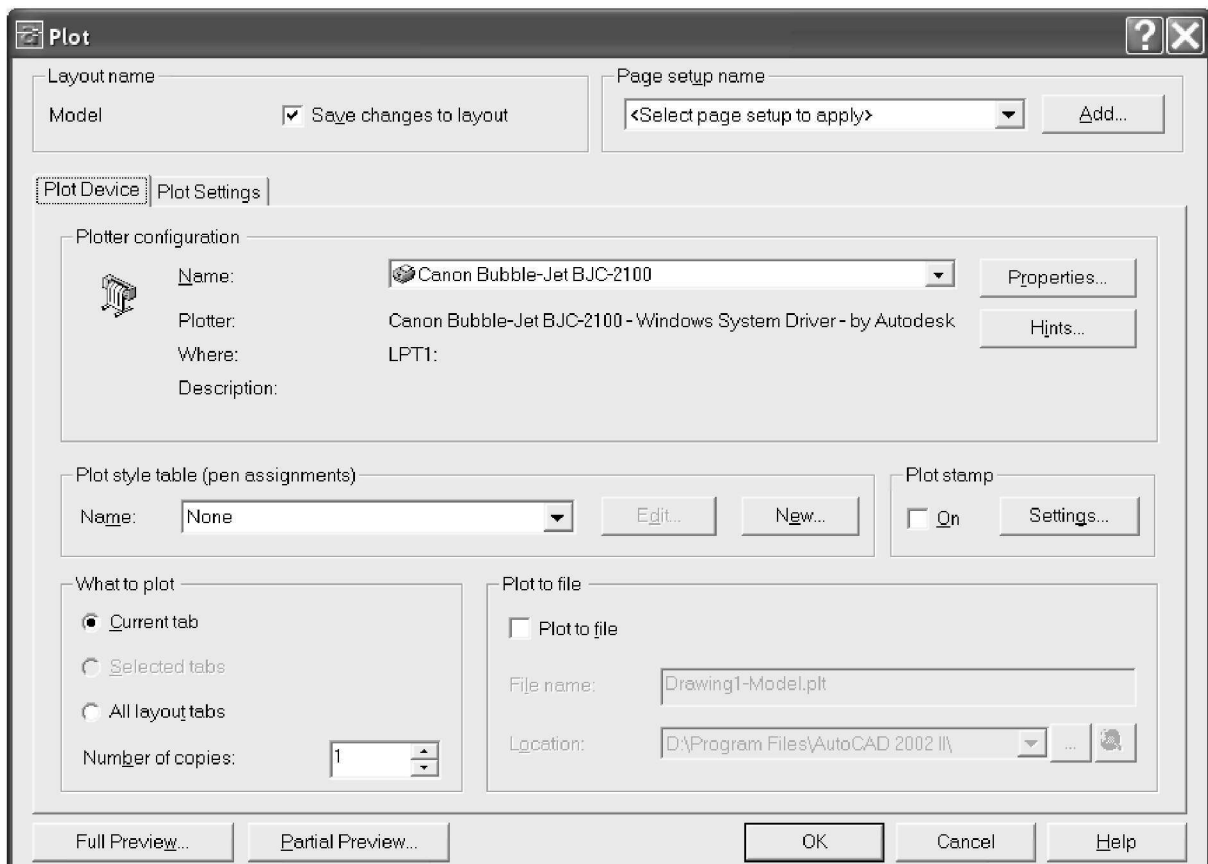 Plot
Layout name
Model
Save changes to layout
Page setup name
<Select page setup to apply>
Add...
Plot Device
Plot Settings
Plotter configuration
Name:
Canon Bubble-Jet BJC-2100
Properties...
Plotter:
Canon Bubble-Jet BJC-2100 - Windows System Driver - by Autodesk
Hints...
Where:
LPT1:
Description:
Plot style table (pen assignments)
Name:
None
Edit...
New...
Plot stamp
On
Settings...
What to plot
Current tab
Selected tabs
All layout tabs
Number of copies:
1
Plot to file
Plot to file
File name:
Drawing1-Model.plt
Location:
D:\Program Files\AutoCAD 2002 II\
...
Full Preview...
Partial Preview...
OK
Cancel
Help